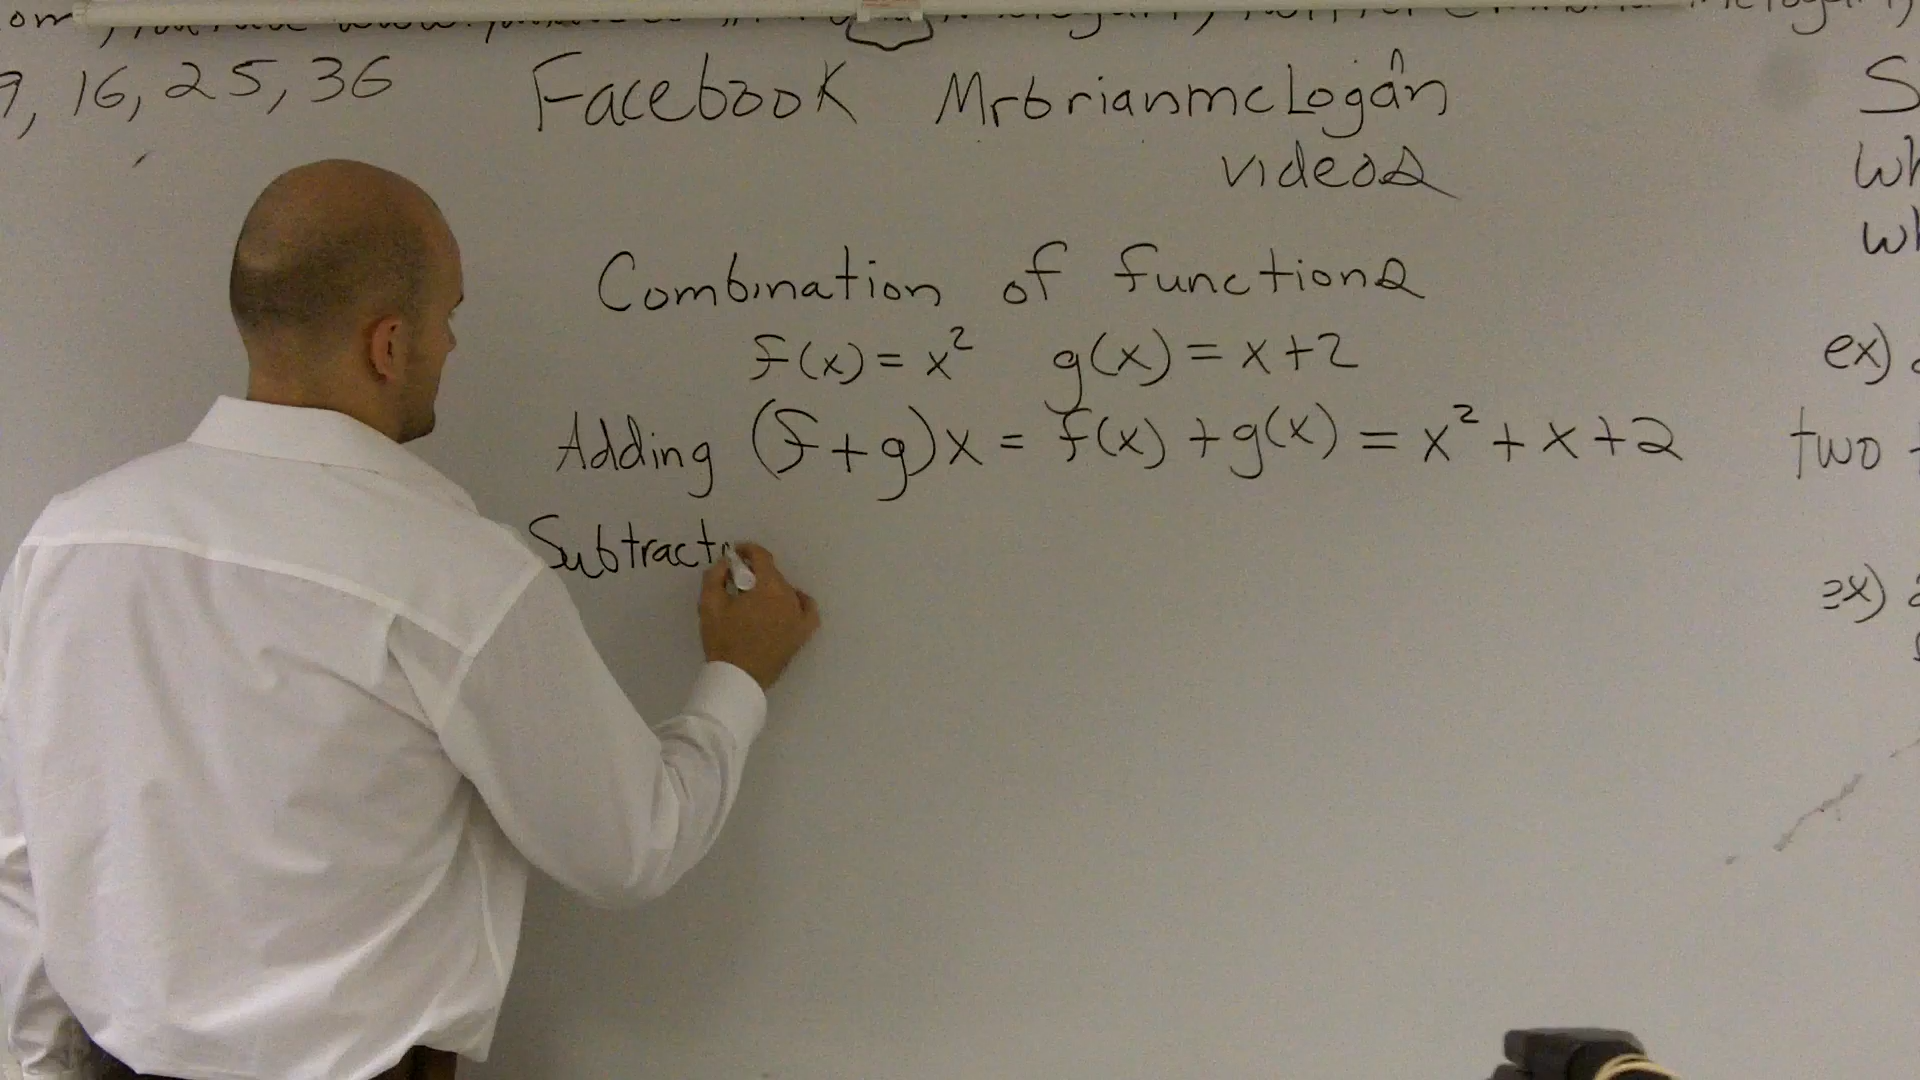 9, 16, 25, 36
Facebook MrbrianmcLogan
videos
Combination of functions
f(x) = x² g(x) = x+2
Adding (f+g)x = f(x) +g(x) = x² + x + 2
Subtract
ex)
two
ex)